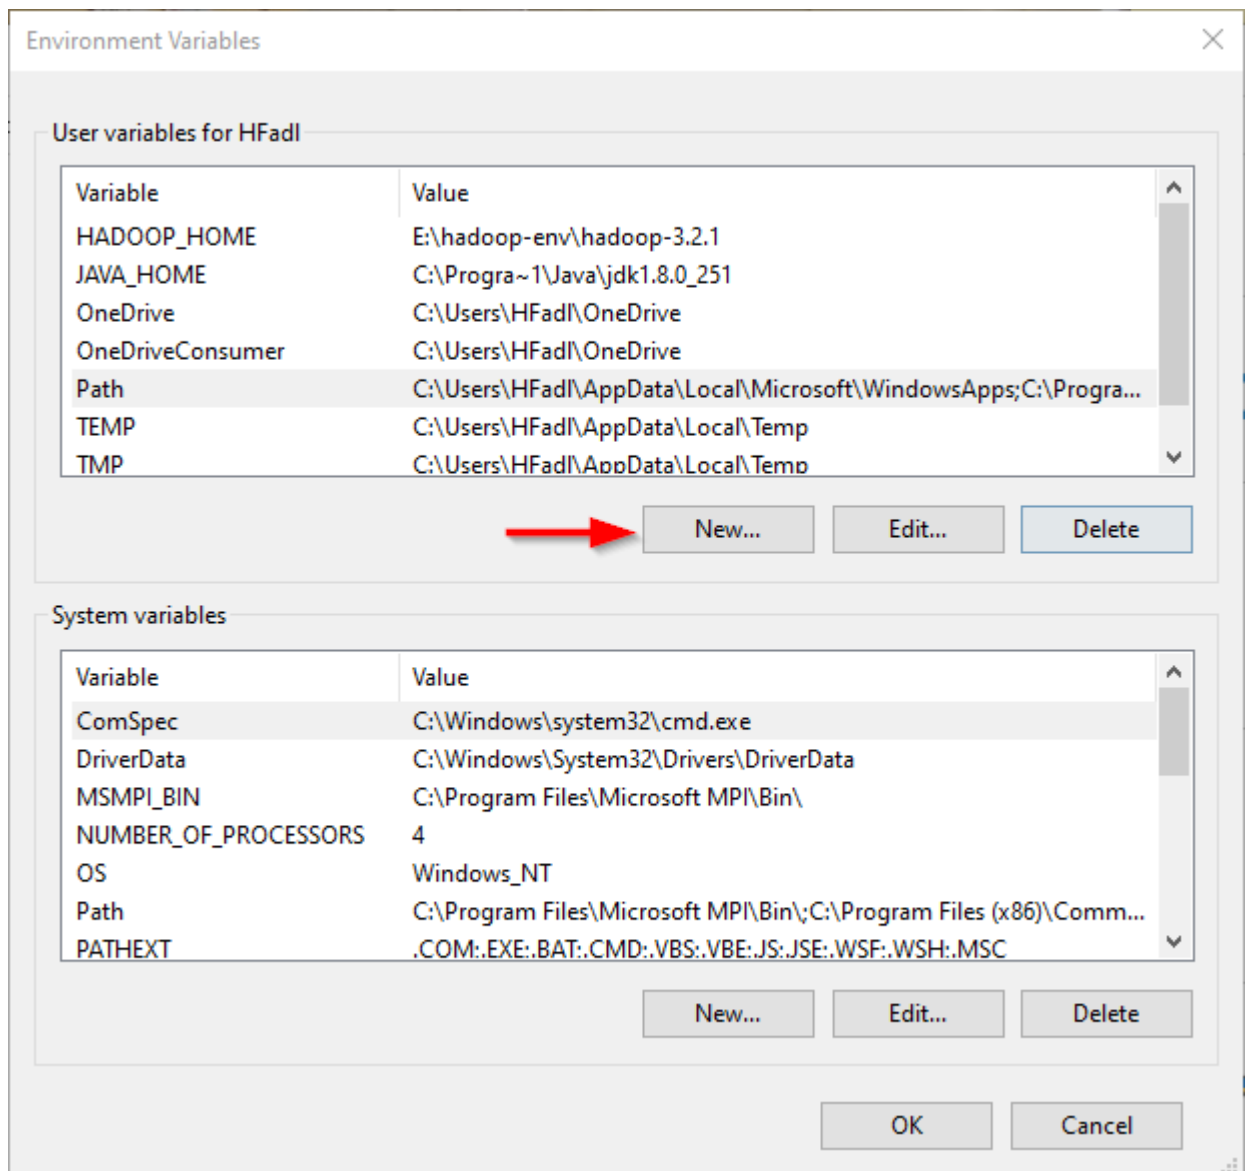 Environment Variables
User variables for HFadl
Variable Value
HADOOP_HOME E:\hadoop-env\hadoop-3.2.1
JAVA_HOME C:\Progra~1\Java\jdk1.8.0_251
OneDrive C:\Users\HFadl\OneDrive
OneDriveConsumer C:\Users\HFadl\OneDrive
Path C:\Users\HFadl\AppData\Local\Microsoft\WindowsApps;C:\Progra...
TEMP C:\Users\HFadl\AppData\Local\Temp
TMP C:\Users\HFadl\AppData\Local\Temp
New... Edit... Delete
System variables
Variable Value
ComSpec C:\Windows\system32\cmd.exe
DriverData C:\Windows\System32\Drivers\DriverData
MSMPI_BIN C:\Program Files\Microsoft MPI\Bin\
NUMBER_OF_PROCESSORS 4
OS Windows_NT
Path C:\Program Files\Microsoft MPI\Bin\;C:\Program Files (x86)\Comm...
PATHEXT .COM;.EXE;.BAT;.CMD;.VBS;.VBE;.JS;.JSE;.WSF;.WSH;.MSC
New... Edit... Delete
OK Cancel